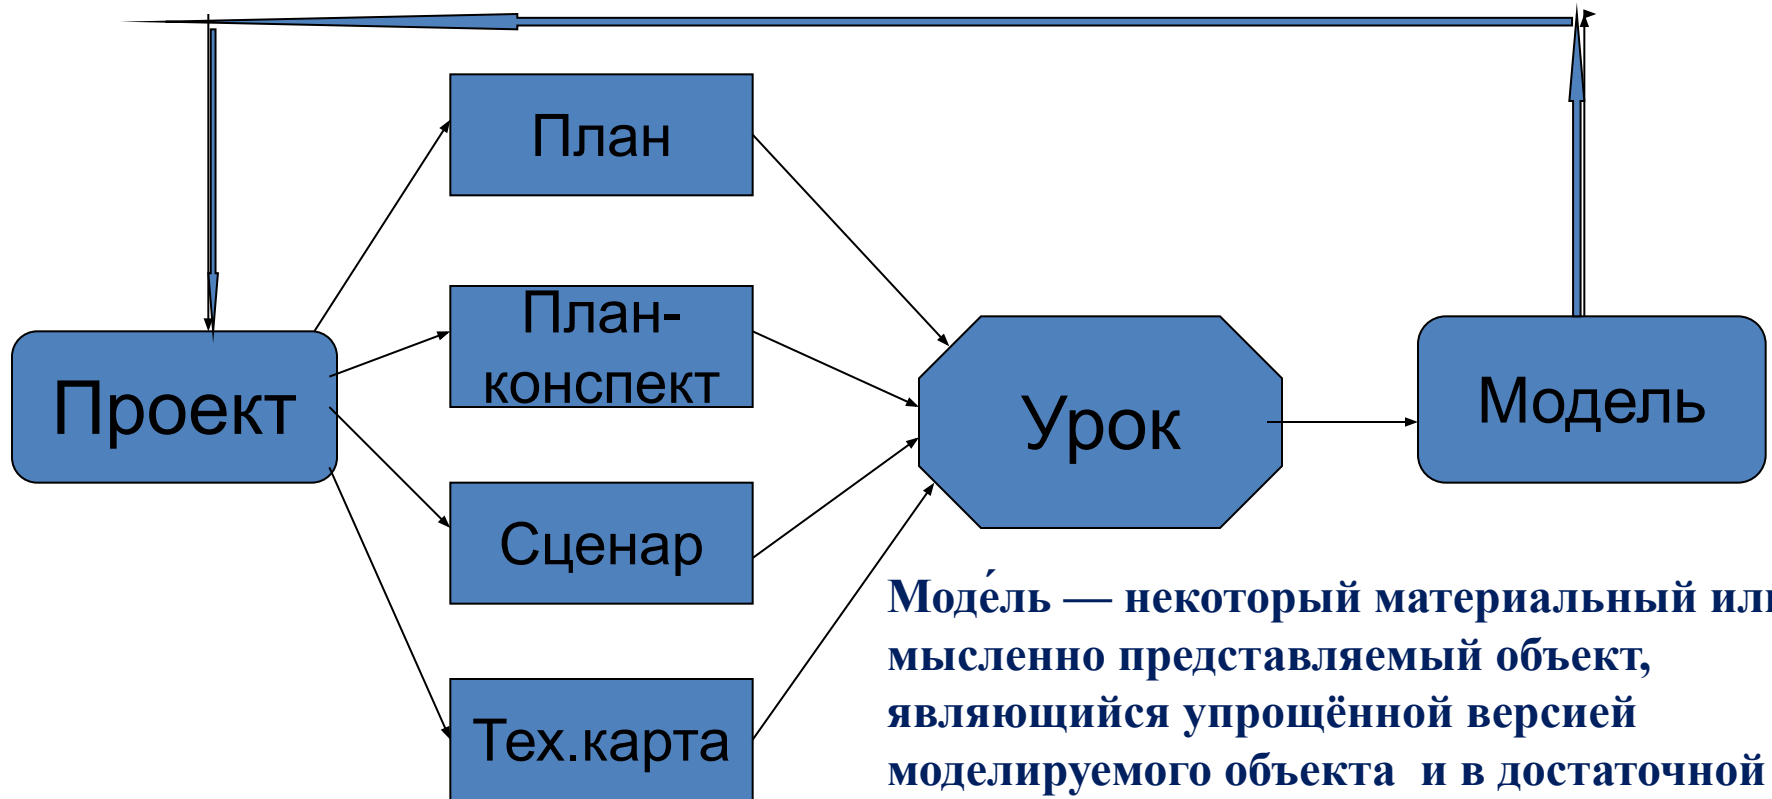 План
План-
конспект
Проект
Урок
Модель
Сценар
Тех.карта
Моде́ль — некоторый материальный или
мысленно представляемый объект,
являющийся упрощённой версией
моделируемого объекта и в достаточной